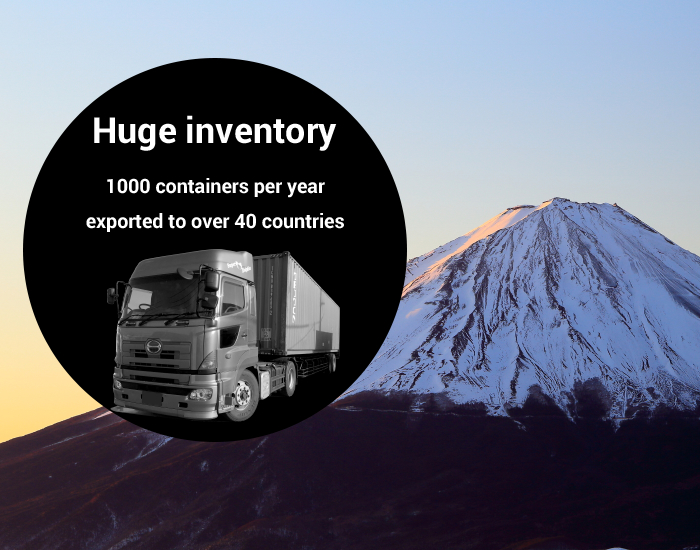 Huge inventory
1000 containers per year
exported to over 40 countries